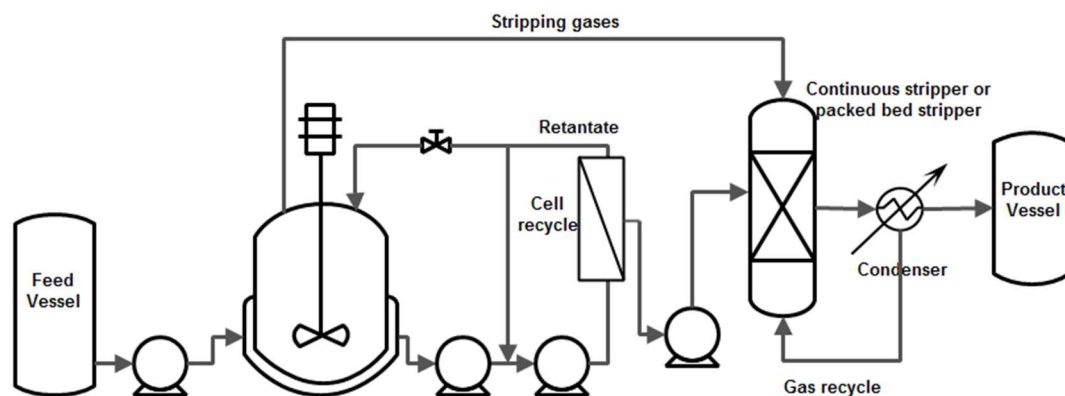 Stripping gases
Continuous stripper or
packed bed stripper
Retantate
Cell
recycle
Product
Vessel
Feed
Vessel
Condenser
Gas recycle